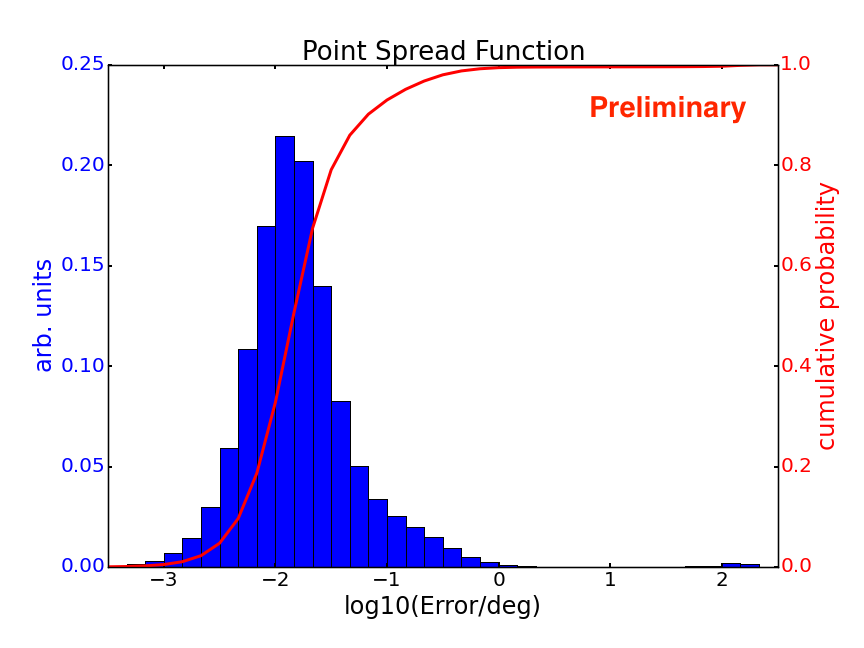 Point Spread Function
0.25
0.20
0.15
0.10
0.05
0.00
arb. units
1.0
0.8
0.6
0.4
0.2
0.0
cumulative probability
Preliminary
−3 −2 −1 0 1 2
log10(Error/deg)